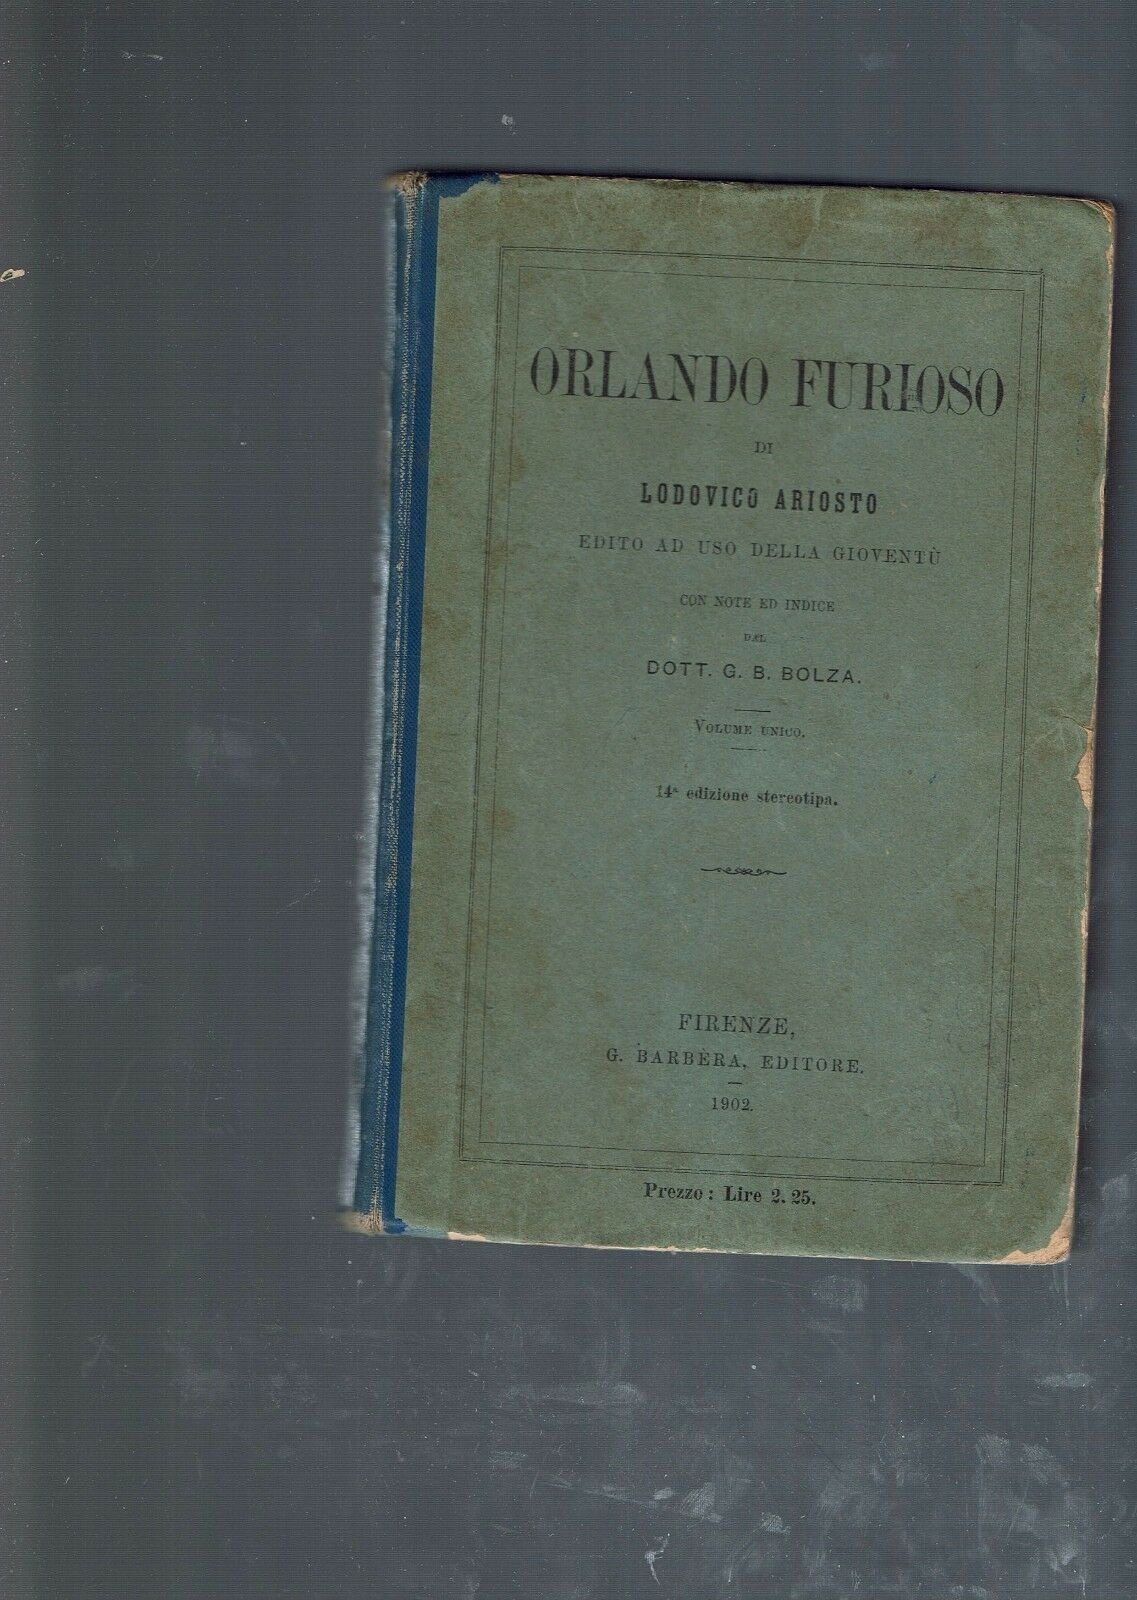 ORLANDO FURIOSO
DI
LODOVICO ARIOSTO
EDITO AD USO DELLA GIOVENTÙ
CON NOTE ED INDICE
DAL
DOTT. G. B. BOLZA.
VOLUME UNICO.
14ª edizione stereotipa.
FIRENZE,
G. BARBÈRA, EDITORE.
1902.
Prezzo: Lire 2. 25.